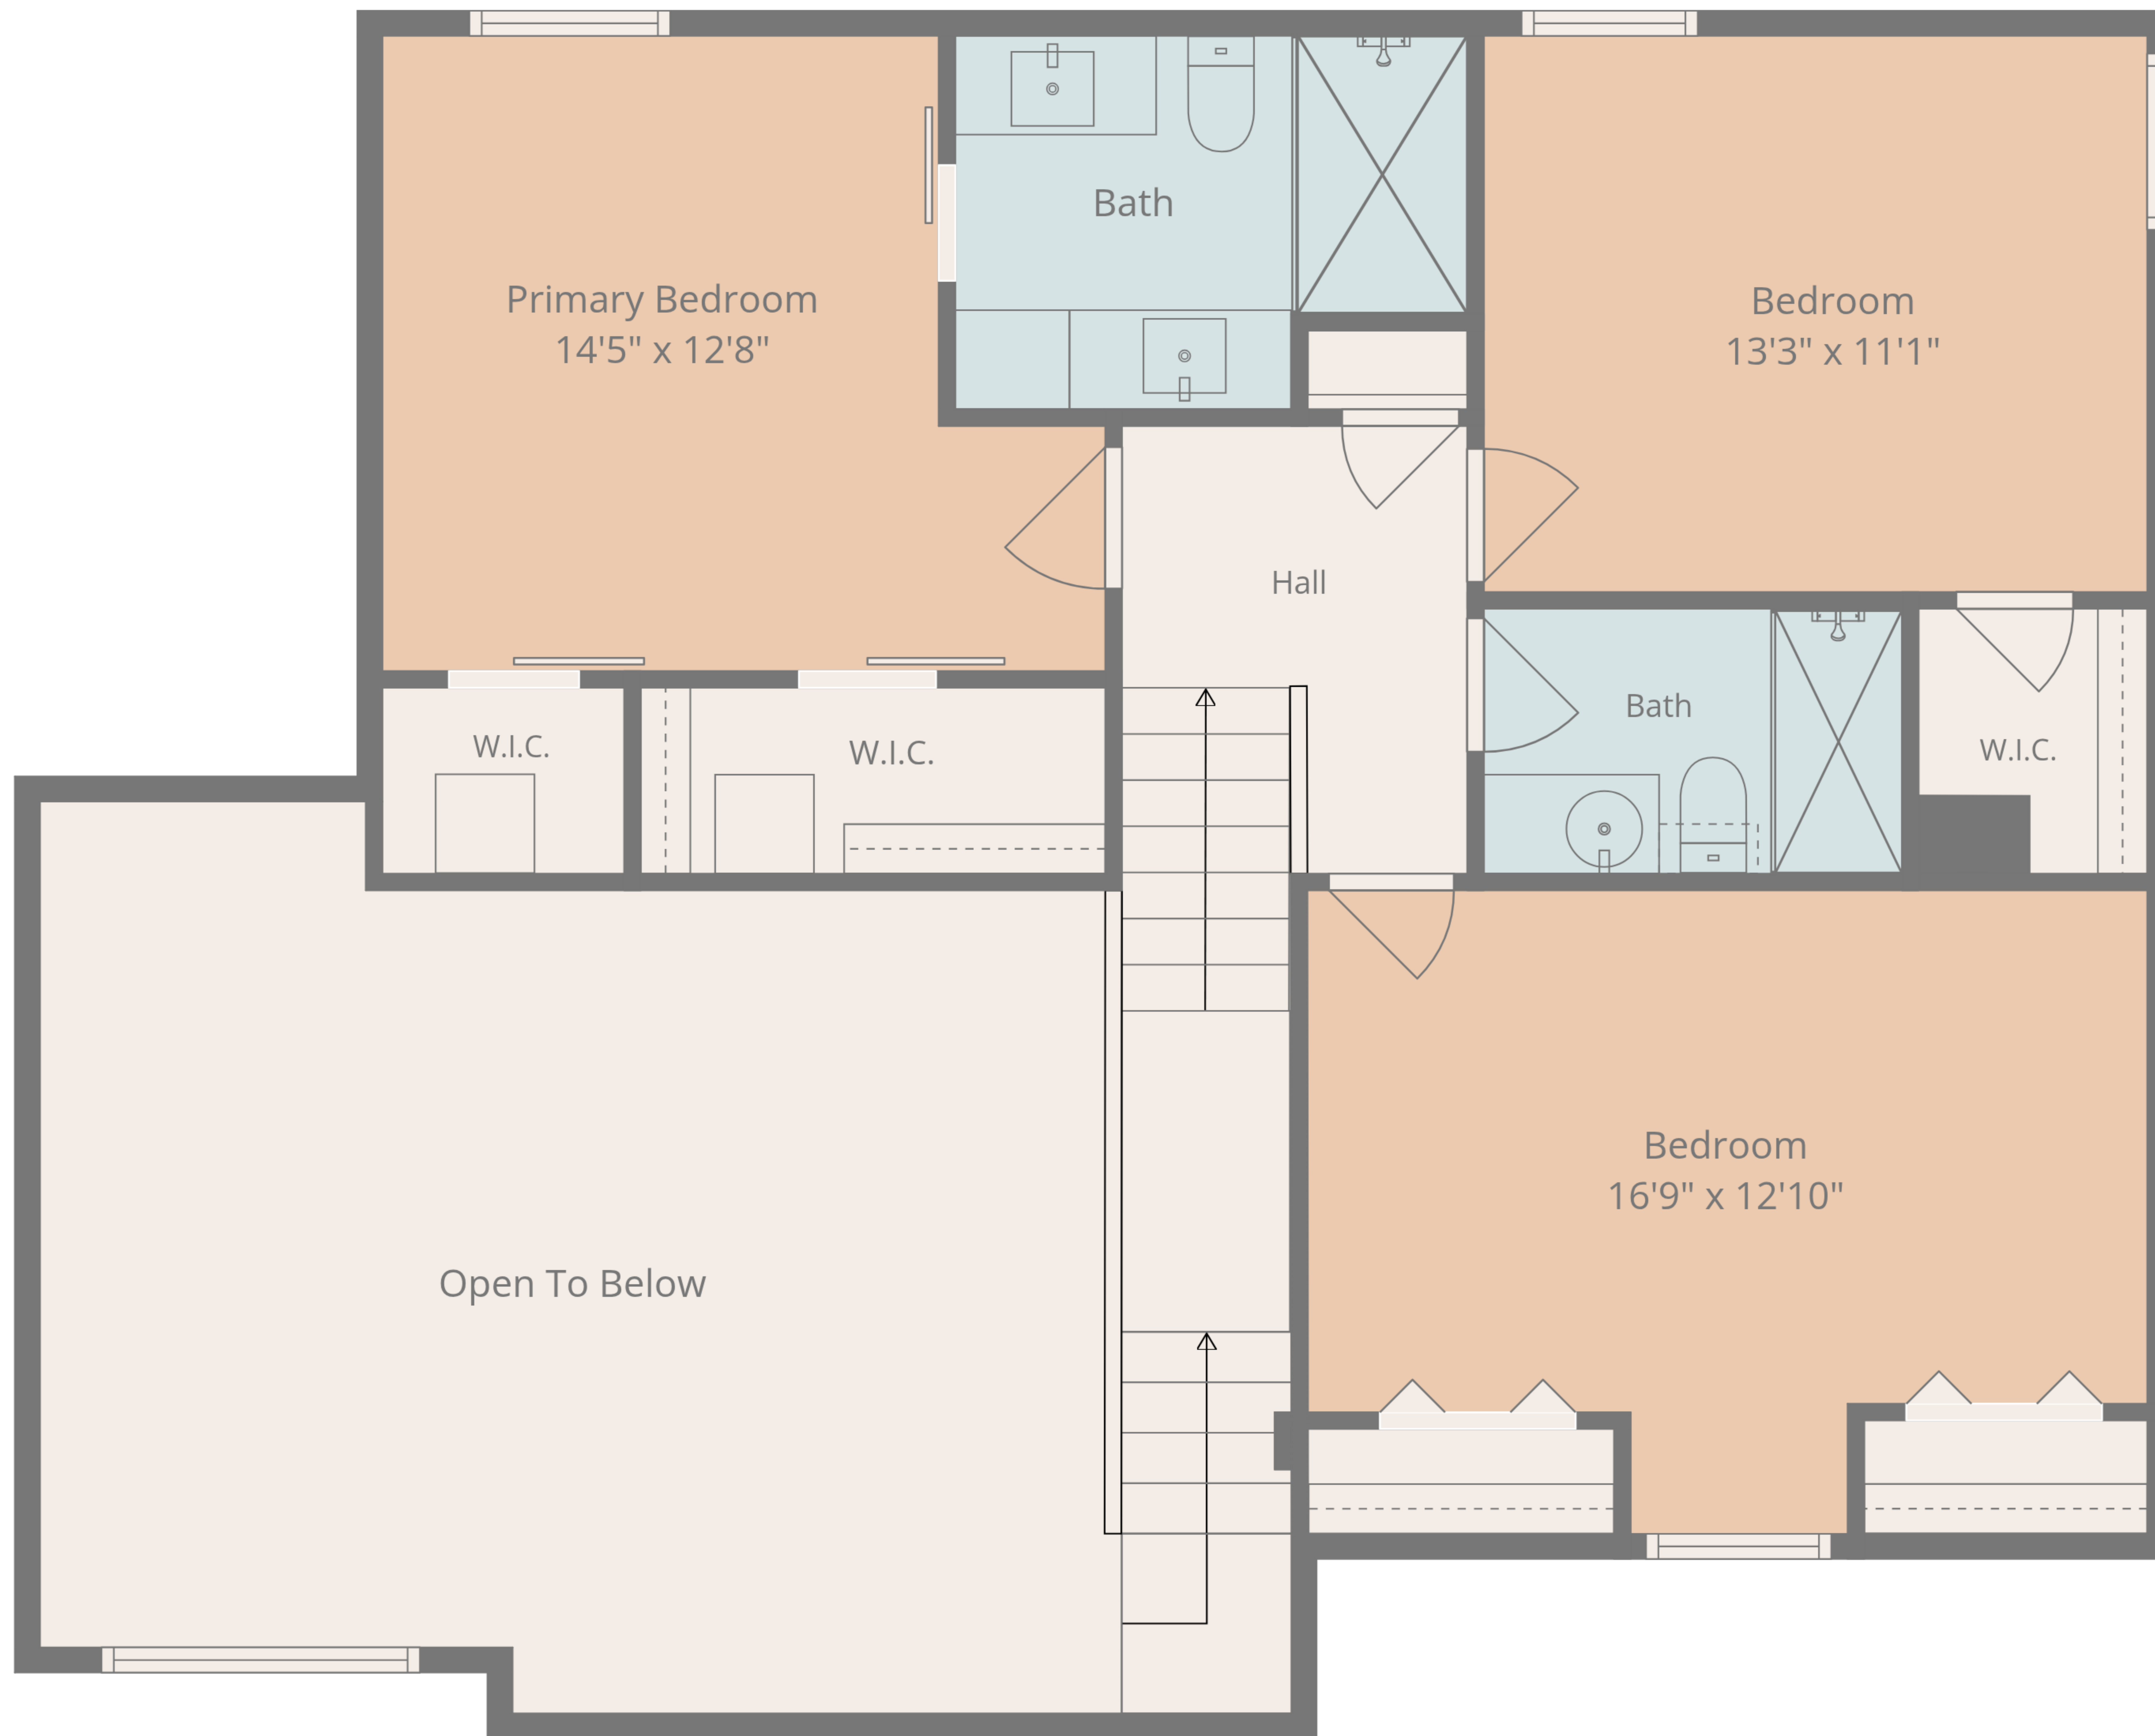 Bath
Primary Bedroom
14'5" x 12'8"
Bedroom
13'3" x 11'1"
Hall
Bath
W.I.C.
W.I.C.
W.I.C.
Bedroom
16'9" x 12'10"
Open To Below